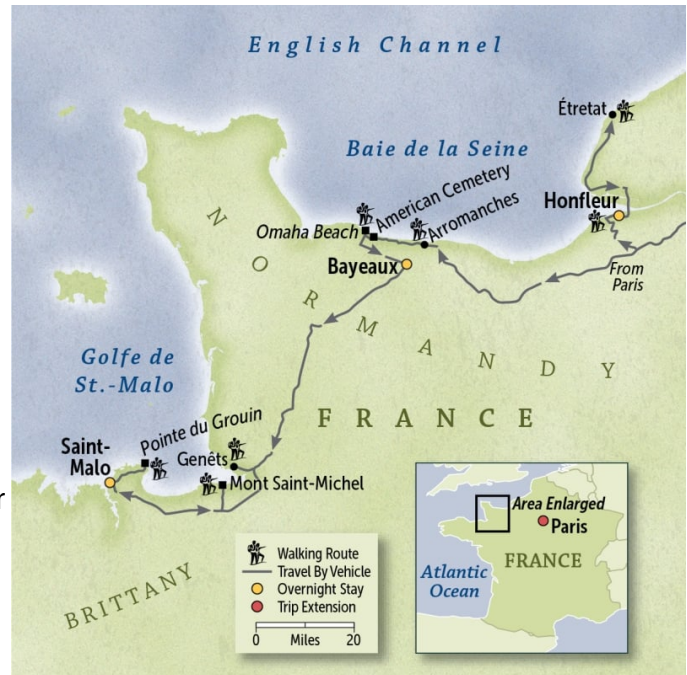 English Channel
Étretat
Baie de la Seine
American Cemetery
Honfleur
Omaha Beach
Arromanches
Bayeaux
From
Paris
NORMANDY
Golfe de
St.-Malo
FRANCE
Pointe du Grouin
Saint-
Malo
Genêts
Mont Saint-Michel
r
BRITTANY
Walking Route
Travel By Vehicle
Overnight Stay
Trip Extension
0 Miles 20
Area Enlarged
Paris
FRANCE
Atlantic
Ocean